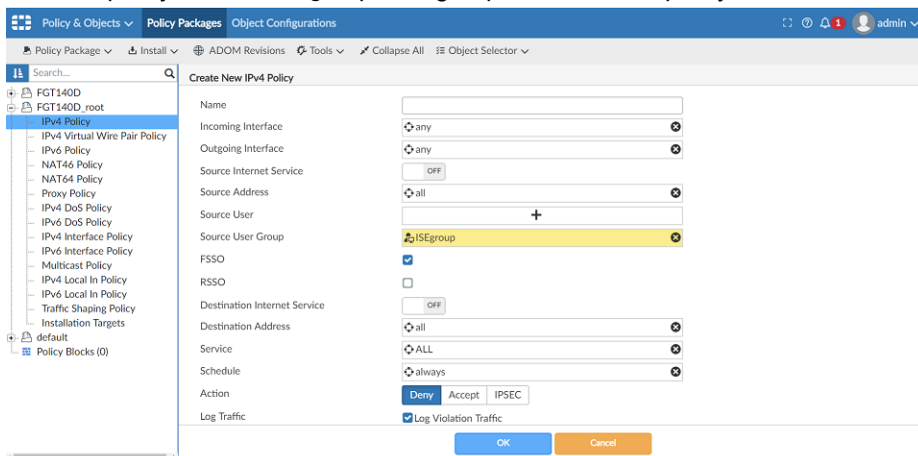 Policy & Objects Policy Packages Object Configurations 1 admin
Policy Package Install ADOM Revisions Tools Collapse All Object Selector
Search...
FGT140D
FGT140D_root
IPv4 Policy
IPv4 Virtual Wire Pair Policy
IPv6 Policy
NAT46 Policy
NAT64 Policy
Proxy Policy
IPv4 DoS Policy
IPv6 DoS Policy
IPv4 Interface Policy
IPv6 Interface Policy
Multicast Policy
IPv4 Local In Policy
IPv6 Local In Policy
Traffic Shaping Policy
Installation Targets
default
Policy Blocks (0)
Create New IPv4 Policy
Name
Incoming Interface any
Outgoing Interface any
Source Internet Service OFF
Source Address all
Source User +
Source User Group ISEgroup
FSSO
RSSO
Destination Internet Service OFF
Destination Address all
Service ALL
Schedule always
Action Deny Accept IPSEC
Log Traffic Log Violation Traffic
OK Cancel